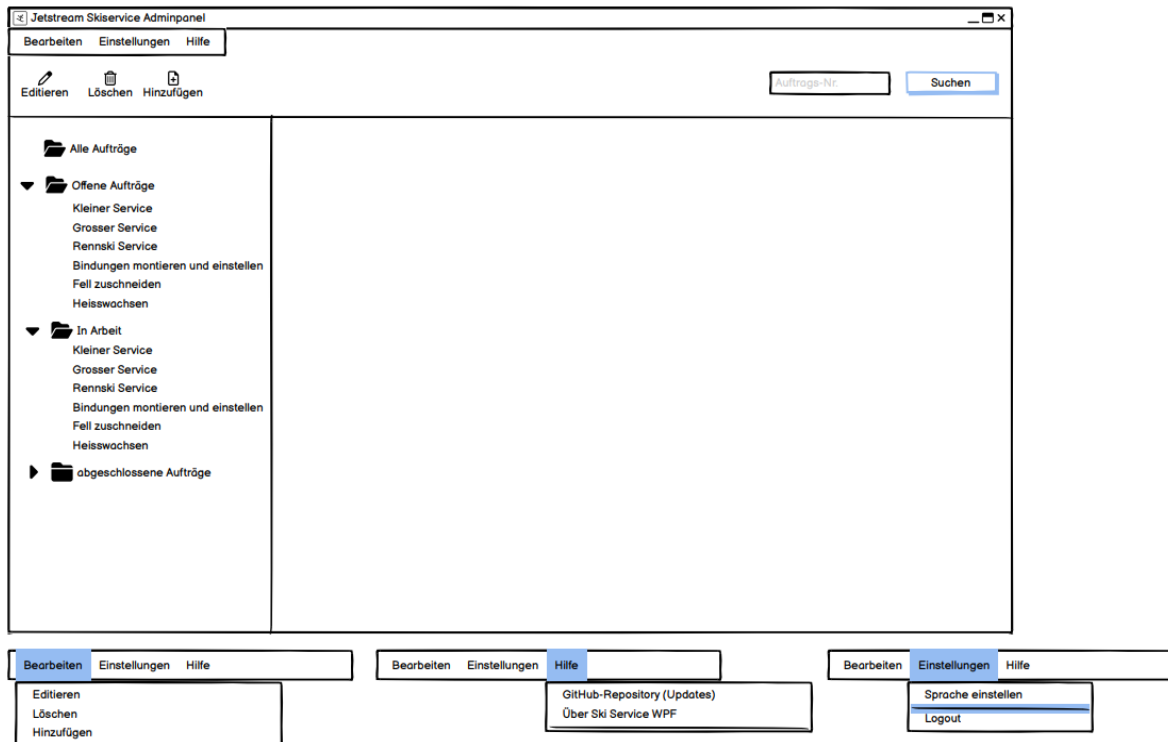 Jetstream Skiservice Adminpanel
Bearbeiten Einstellungen Hilfe
Editieren Löschen Hinzufügen
Auftrags-Nr. Suchen
Alle Aufträge
Offene Aufträge
Kleiner Service
Grosser Service
Rennski Service
Bindungen montieren und einstellen
Fell zuschneiden
Heisswachsen
In Arbeit
Kleiner Service
Grosser Service
Rennski Service
Bindungen montieren und einstellen
Fell zuschneiden
Heisswachsen
abgeschlossene Aufträge
Bearbeiten Einstellungen Hilfe
Editieren
Löschen
Hinzufügen
Bearbeiten Einstellungen Hilfe
GitHub-Repository (Updates)
Über Ski Service WPF
Bearbeiten Einstellungen Hilfe
Sprache einstellen
Logout